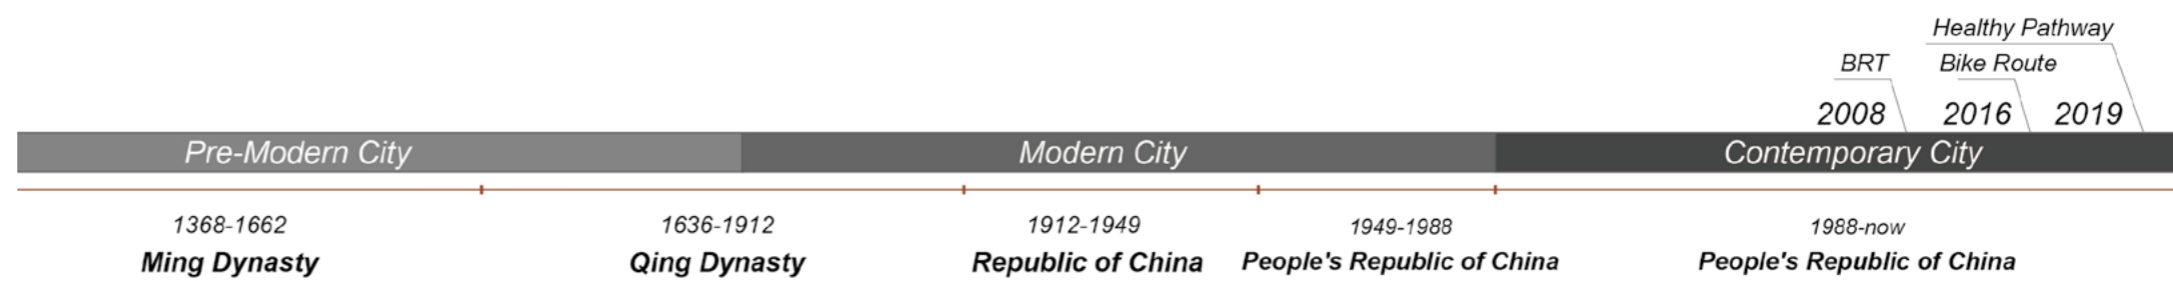 Healthy Pathway
BRT
Bike Route
2008
2016
2019
Pre-Modern City
Modern City
Contemporary City
1368-1662
1636-1912
1912-1949
1949-1988
1988-now
Ming Dynasty
Qing Dynasty
Republic of China
People's Republic of China
People's Republic of China